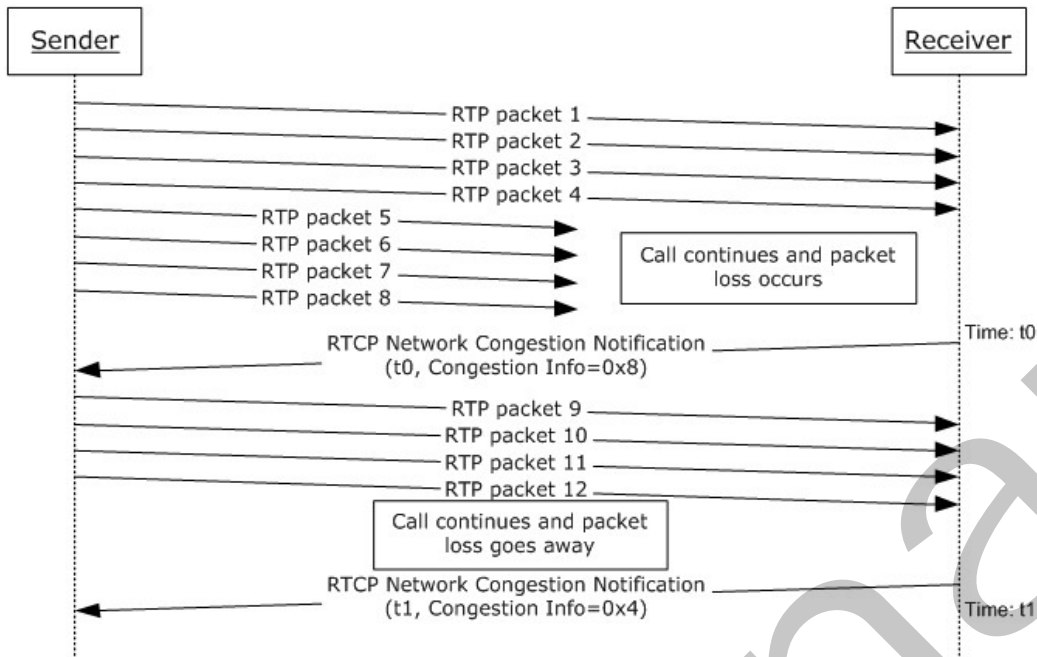 Sender
Receiver
RTP packet 1
RTP packet 2
RTP packet 3
RTP packet 4
RTP packet 5
RTP packet 6
RTP packet 7
RTP packet 8
Call continues and packet
loss occurs
Time: t0
RTCP Network Congestion Notification
(t0, Congestion Info=0x8)
RTP packet 9
RTP packet 10
RTP packet 11
RTP packet 12
Call continues and packet
loss goes away
RTCP Network Congestion Notification
(t1, Congestion Info=0x4)
Time: t1